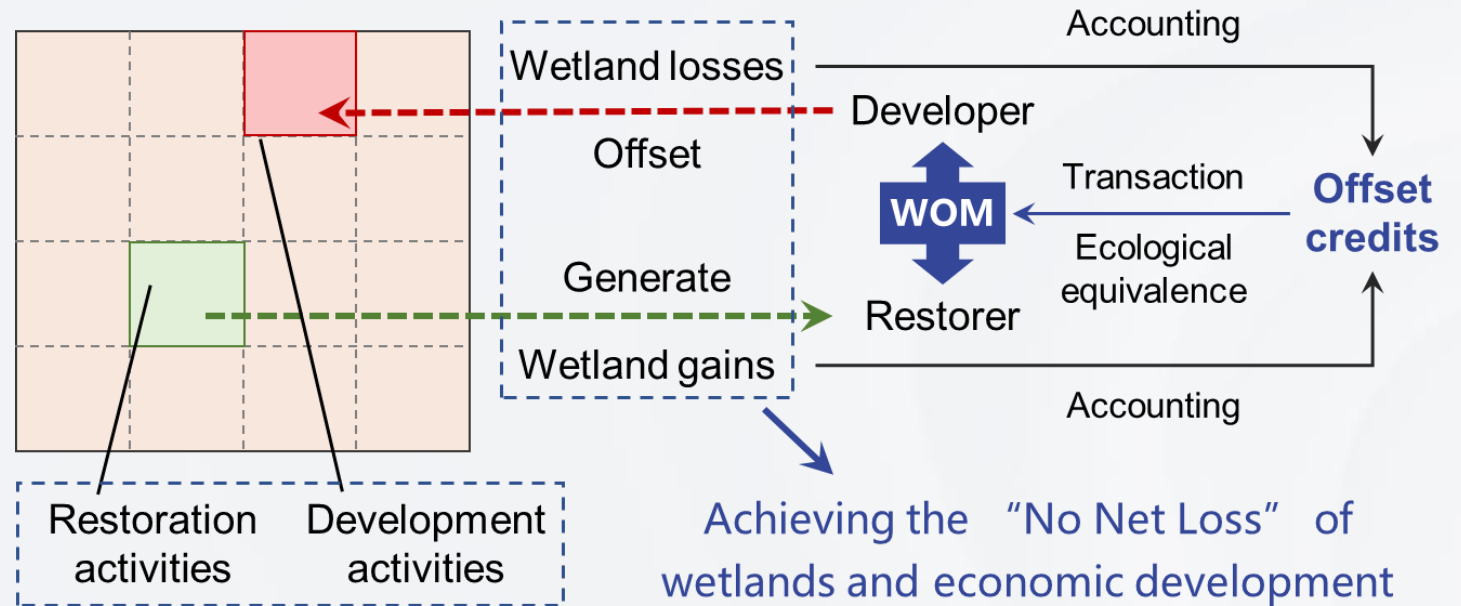 Accounting
Wetland losses
Developer
Offset
Transaction
Offset
credits
WOM
Ecological
equivalence
Generate
Restorer
Wetland gains
Accounting
Restoration
activities
Development
activities
Achieving the “No Net Loss” of
wetlands and economic development